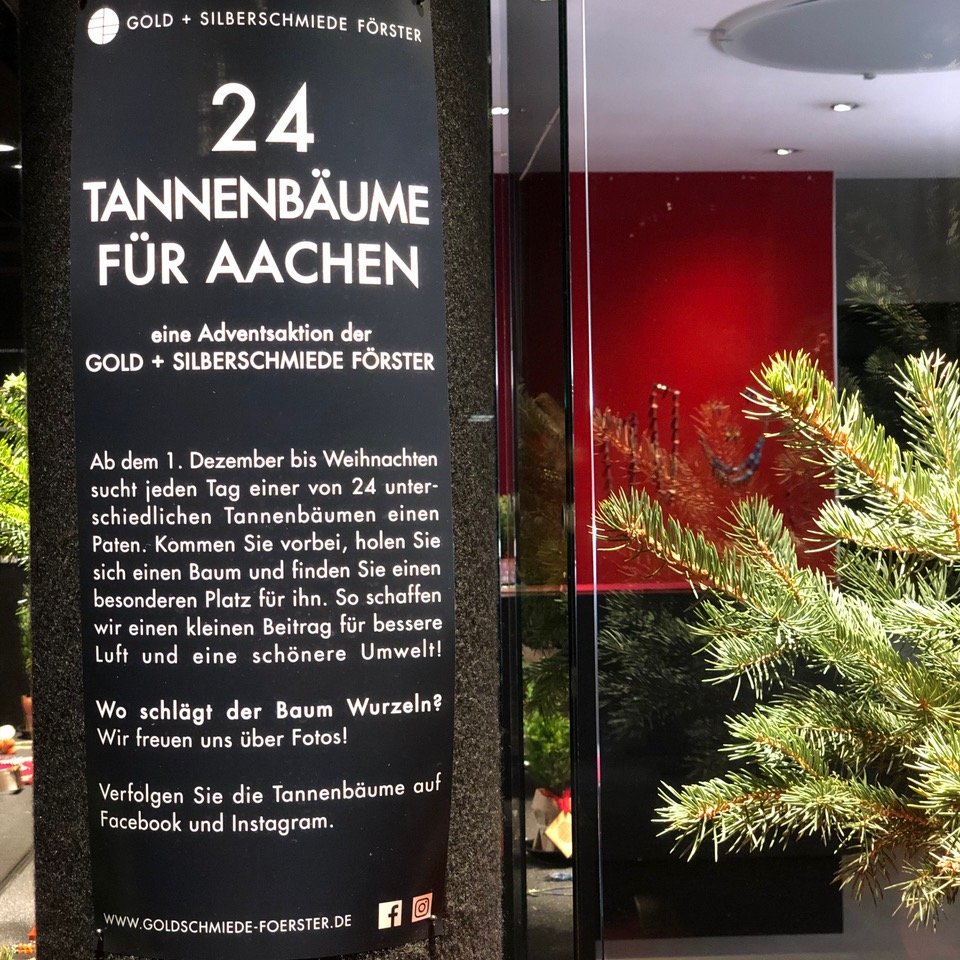 GOLD + SILBERSCHMIEDE FÖRSTER
24
TANNENBÄUME
FÜR AACHEN
eine Adventsaktion der
GOLD + SILBERSCHMIEDE FÖRSTER
Ab dem 1. Dezember bis Weihnachten
sucht jeden Tag einer von 24 unter-
schiedlichen Tannenbäumen einen
Paten. Kommen Sie vorbei, holen Sie
sich einen Baum und finden Sie einen
besonderen Platz für ihn. So schaffen
wir einen kleinen Beitrag für bessere
Luft und eine schönere Umwelt!
Wo schlägt der Baum Wurzeln?
Wir freuen uns über Fotos!
Verfolgen Sie die Tannenbäume auf
Facebook und Instagram.
WWW.GOLDSCHMIEDE-FOERSTER.DE